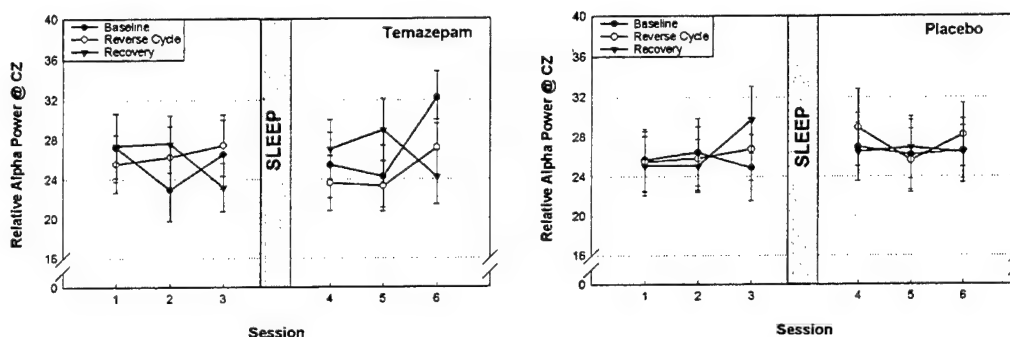 Baseline
Reverse Cycle
Recovery
Temazepam
Relative Alpha Power @ CZ
40
36
32
28
24
20
16
0
SLEEP
1 2 3 4 5 6
Session
Baseline
Reverse Cycle
Recovery
Placebo
Relative Alpha Power @ CZ
40
36
32
28
24
20
16
0
SLEEP
1 2 3 4 5 6
Session